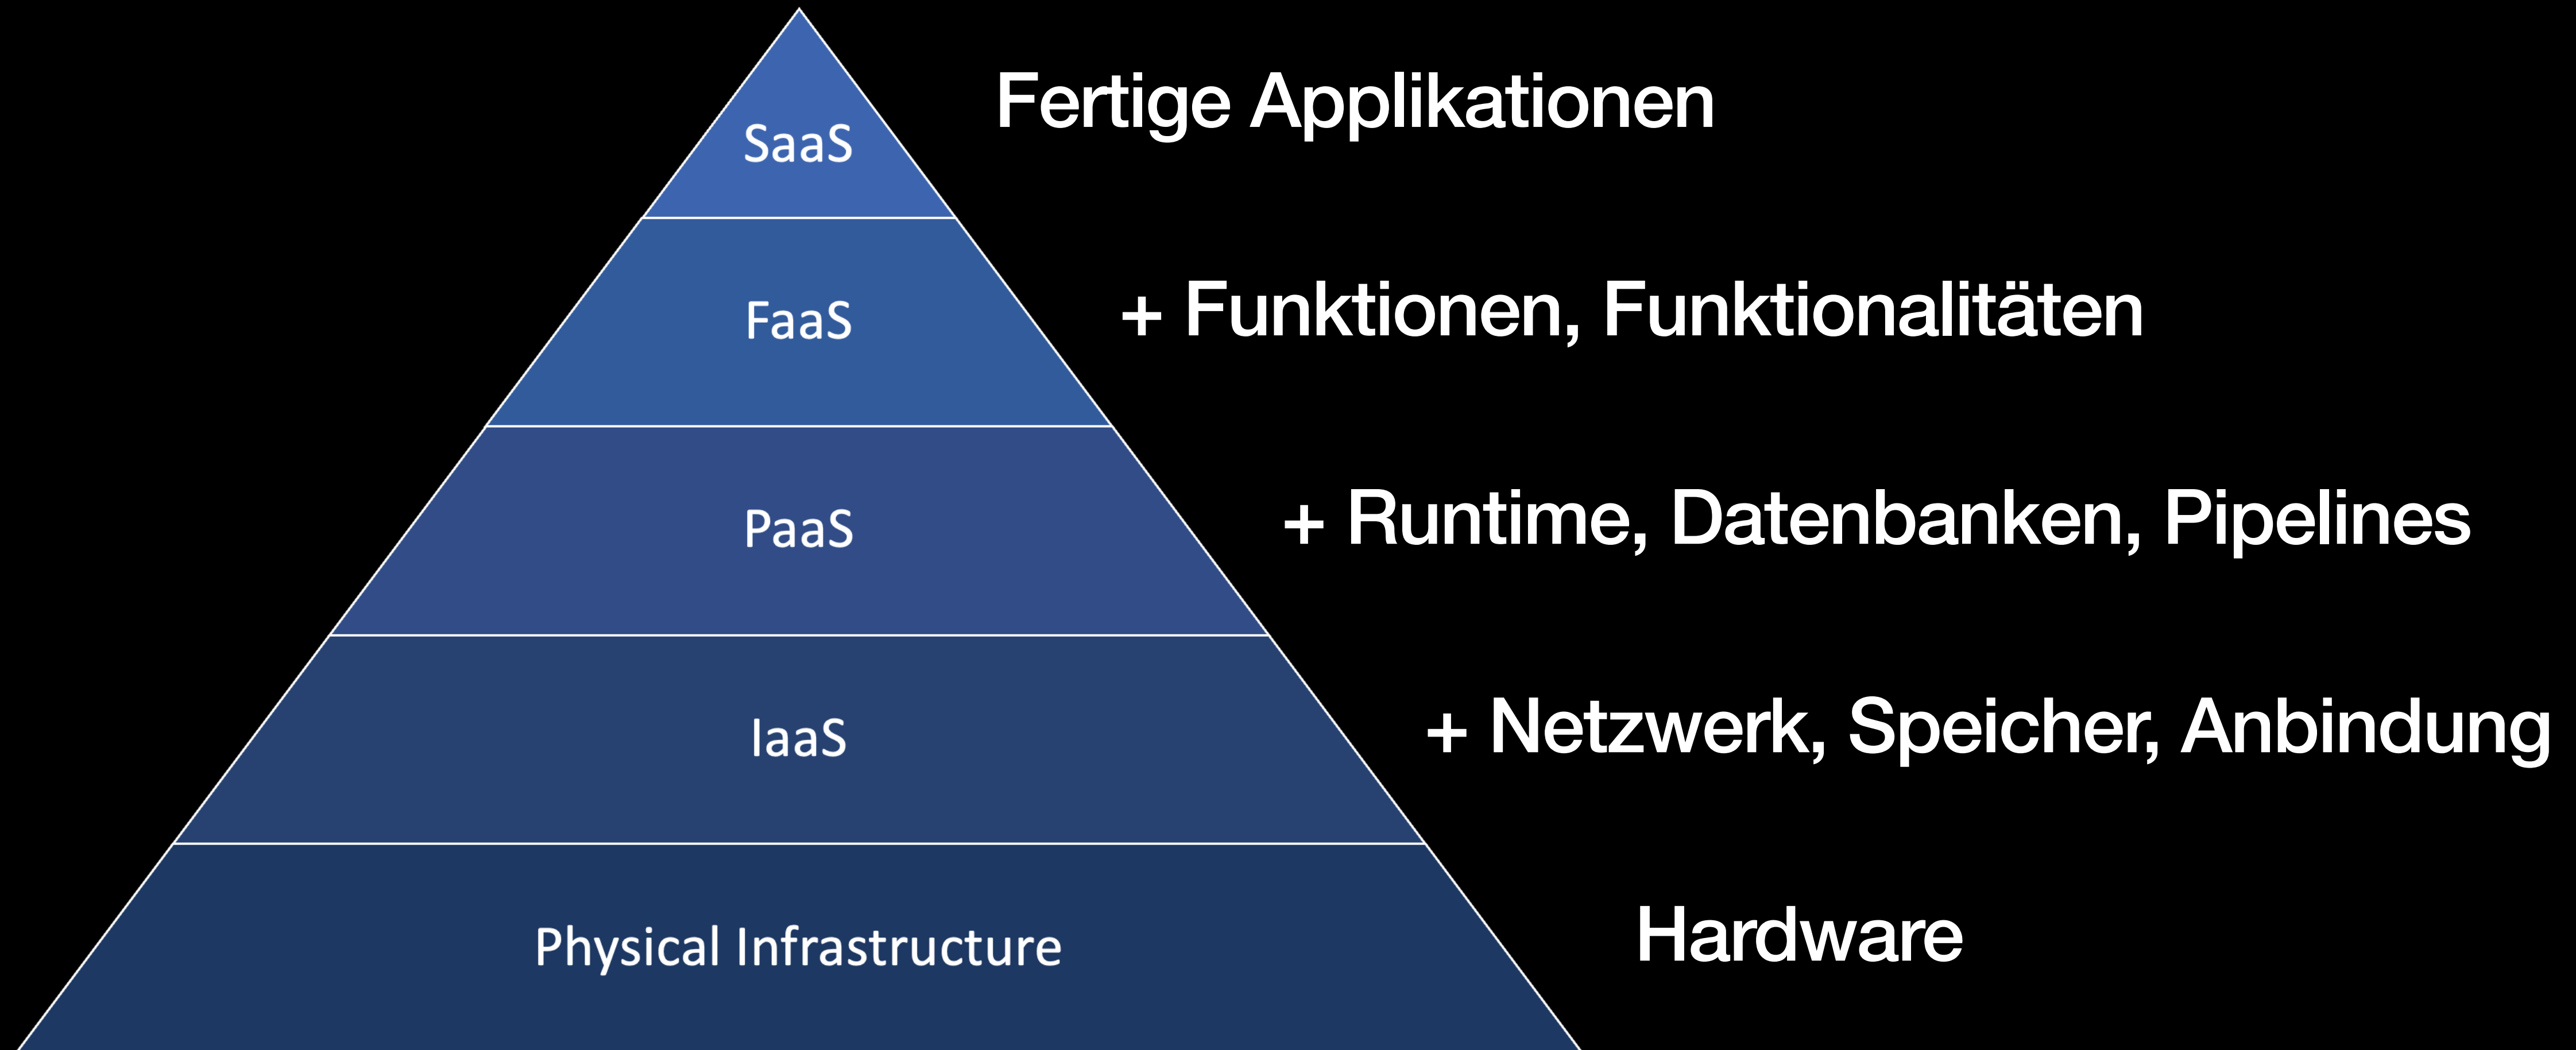 SaaS
Fertige Applikationen
FaaS
+ Funktionen, Funktionalitäten
PaaS
+ Runtime, Datenbanken, Pipelines
IaaS
+ Netzwerk, Speicher, Anbindung
Physical Infrastructure
Hardware